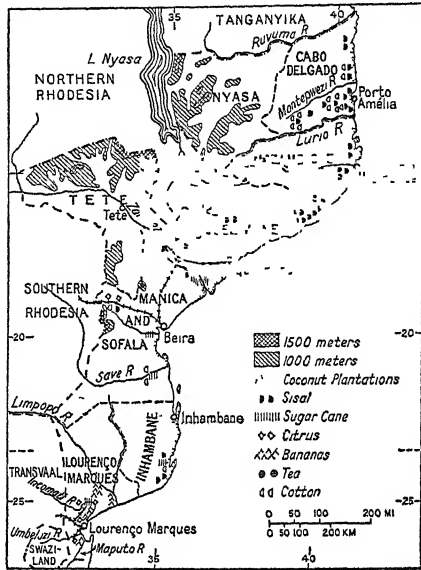 35
40
TANGANYIKA
L. Nyasa
Ruvuma R
CABO
DELGADO
NORTHERN
RHODESIA
NYASA
Montepwezi R
Porto
Amélia
Lúrio R
TETE
Tete
SOUTHERN
RHODESIA
MANICA
AND
SOFALA
Beira
20
20
Save R
Limpopo R
Inhambane
INHAMBANE
TRANSVAAL
LOURENÇO
MARQUES
25
25
Incomati R
Lourenço Marques
Umbeluzi R
Maputo R
SWAZI-
LAND
35
40
1500 meters
1000 meters
Coconut Plantations
Sisal
Sugar Cane
Citrus
Bananas
Tea
Cotton
0 50 100 200 MI
0 50 100 200 KM